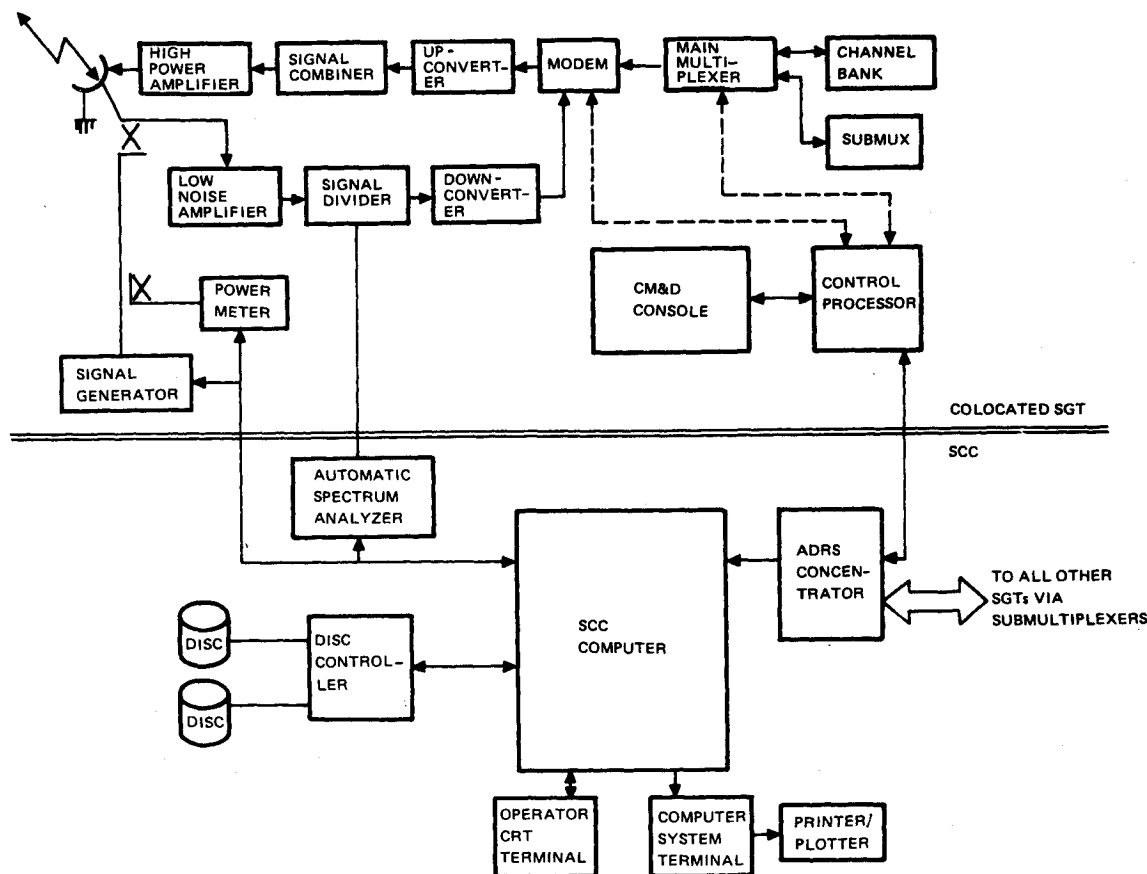 HIGH
POWER
AMPLIFIER
SIGNAL
COMBINER
UP-
CONVERT-
ER
MODEM
MAIN
MULTI-
PLEXER
CHANNEL
BANK
SUBMUX
LOW
NOISE
AMPLIFIER
SIGNAL
DIVIDER
DOWN-
CONVERT-
ER
POWER
METER
SIGNAL
GENERATOR
CM&D
CONSOLE
CONTROL
PROCESSOR
COLOCATED SGT
SCC
AUTOMATIC
SPECTRUM
ANALYZER
SCC
COMPUTER
ADRS
CONCEN-
TRATOR
TO ALL OTHER
SGTs VIA
SUBMULTIPLEXERS
DISC
DISC
DISC
CONTROL-
LER
OPERATOR
CRT
TERMINAL
COMPUTER
SYSTEM
TERMINAL
PRINTER/
PLOTTER